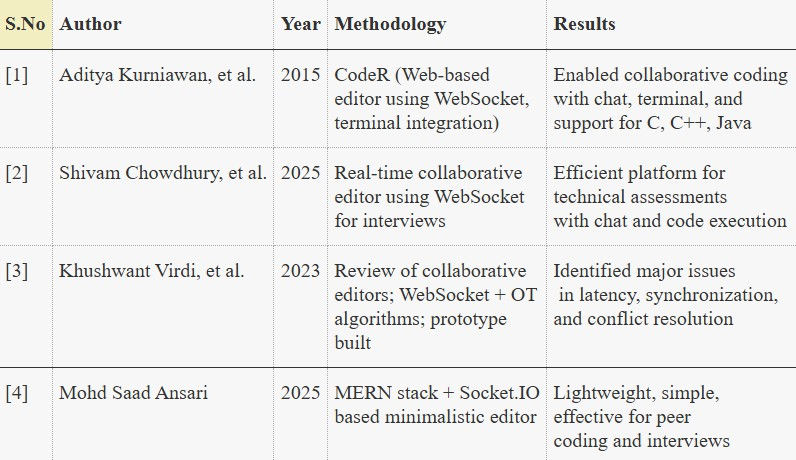 S.No Author Year Methodology Results
[1] Aditya Kurniawan, et al. 2015 CodeR (Web-based Enabled collaborative coding
editor using WebSocket, with chat, terminal, and
terminal integration) support for C, C++, Java
[2] Shivam Chowdhury, et al. 2025 Real-time collaborative Efficient platform for
editor using WebSocket technical assessments
for interviews with chat and code execution
[3] Khushwant Virdi, et al. 2023 Review of collaborative Identified major issues
editors; WebSocket + OT in latency, synchronization,
algorithms; prototype and conflict resolution
built
[4] Mohd Saad Ansari 2025 MERN stack + Socket.IO Lightweight, simple,
based minimalistic editor effective for peer
coding and interviews